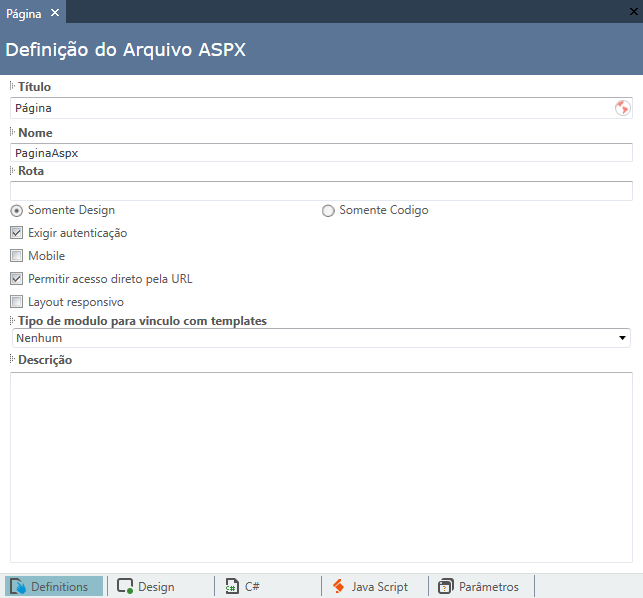 Página
Definição do Arquivo ASPX
Título
Página
Nome
PaginaAspx
Rota
Somente Design Somente Codigo
Exigir autenticação
Mobile
Permitir acesso direto pela URL
Layout responsivo
Tipo de modulo para vinculo com templates
Nenhum
Descrição
Definitions Design C# Java Script Parâmetros